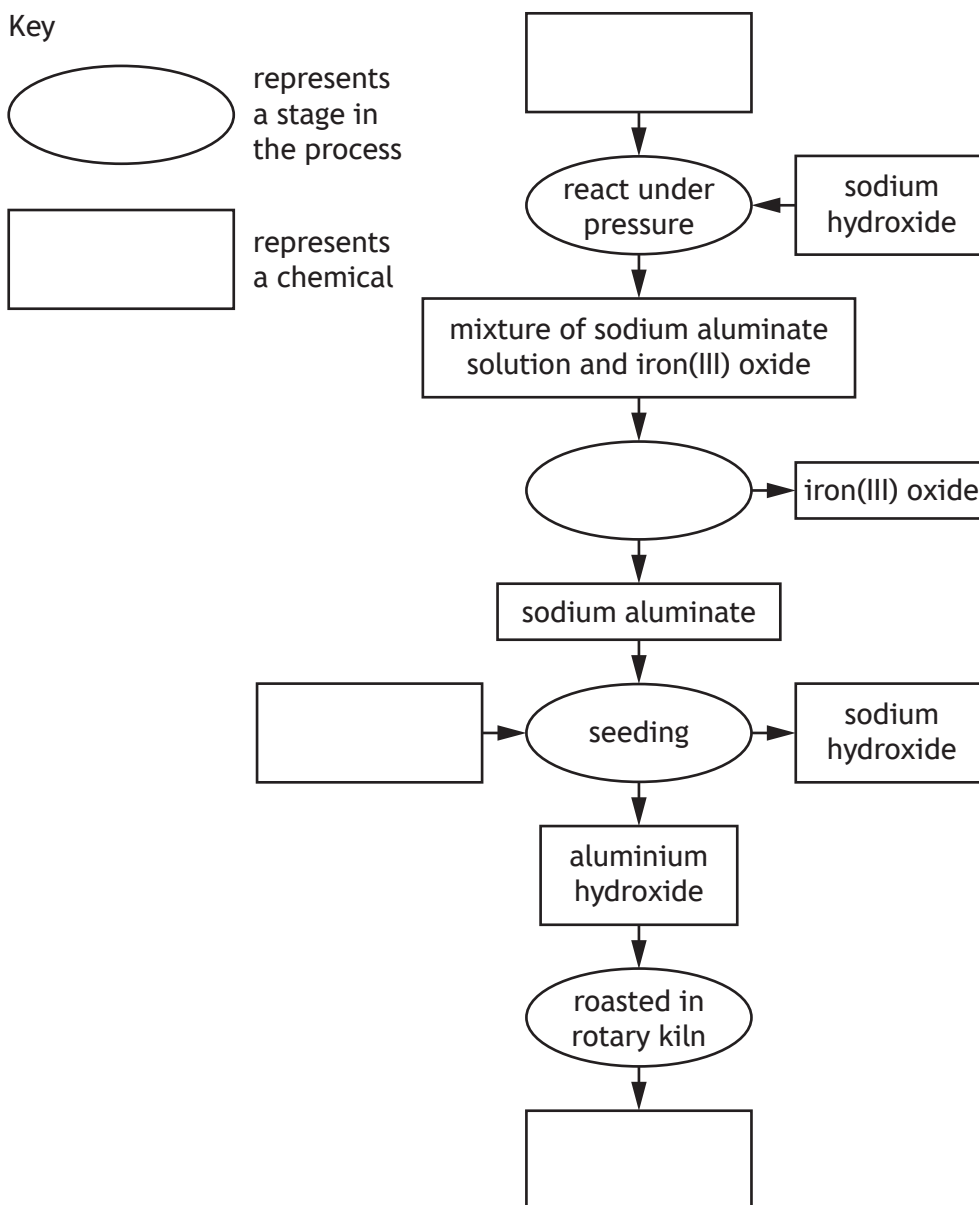 Key
represents
a stage in
the process
represents
a chemical
react under
pressure
sodium
hydroxide
mixture of sodium aluminate
solution and iron(III) oxide
iron(III) oxide
sodium aluminate
seeding
sodium
hydroxide
aluminium
hydroxide
roasted in
rotary kiln